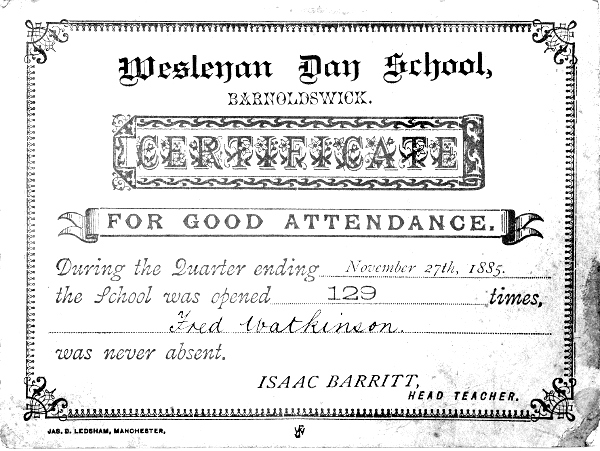 Wesleyan Day School,
BARNOLDSWICK.
CERTIFICATE
FOR GOOD ATTENDANCE.
During the Quarter ending November 27th, 1885.
the School was opened 129 times,
Fred Watkinson.
was never absent.
ISAAC BARRITT,
HEAD TEACHER.
JAS. D. LEDSHAM, MANCHESTER.